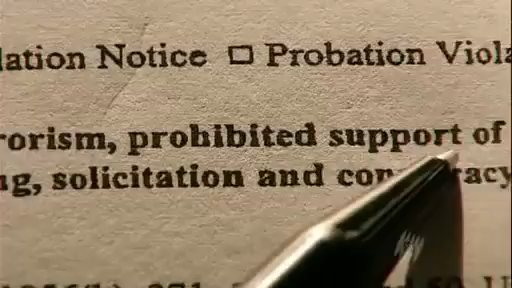 lation Notice □ Probation Viola
rorism, prohibited support of
ng, solicitation and con racy